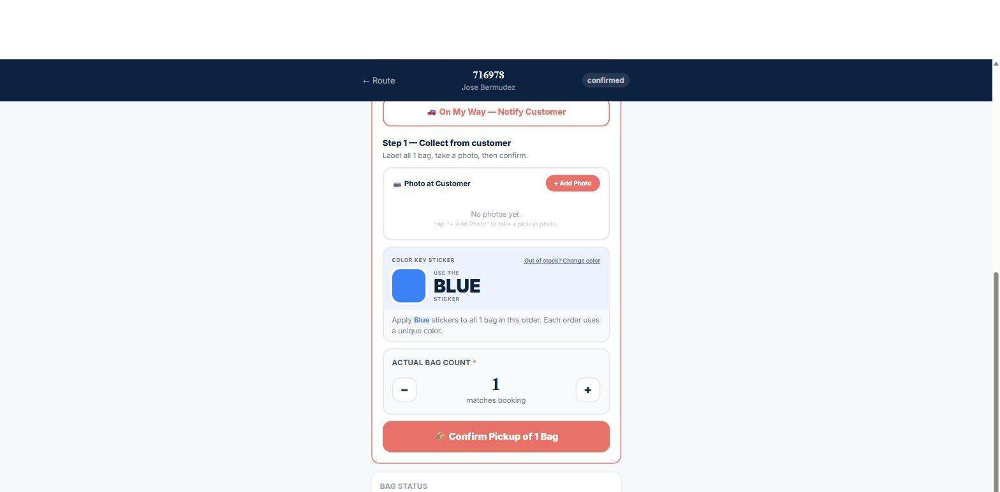 ← Route
716978
Jose Bermudez
confirmed
On My Way — Notify Customer
Step 1 — Collect from customer
Label all 1 bag, take a photo, then confirm.
Photo at Customer
+ Add Photo
No photos yet.
Tap "+ Add Photo" to take a pickup photo.
COLOR KEY STICKER
Out of stock? Change color
USE THE
BLUE
STICKER
Apply Blue stickers to all 1 bag in this order. Each order uses
a unique color.
ACTUAL BAG COUNT *
−
1
+
matches booking
Confirm Pickup of 1 Bag
BAG STATUS